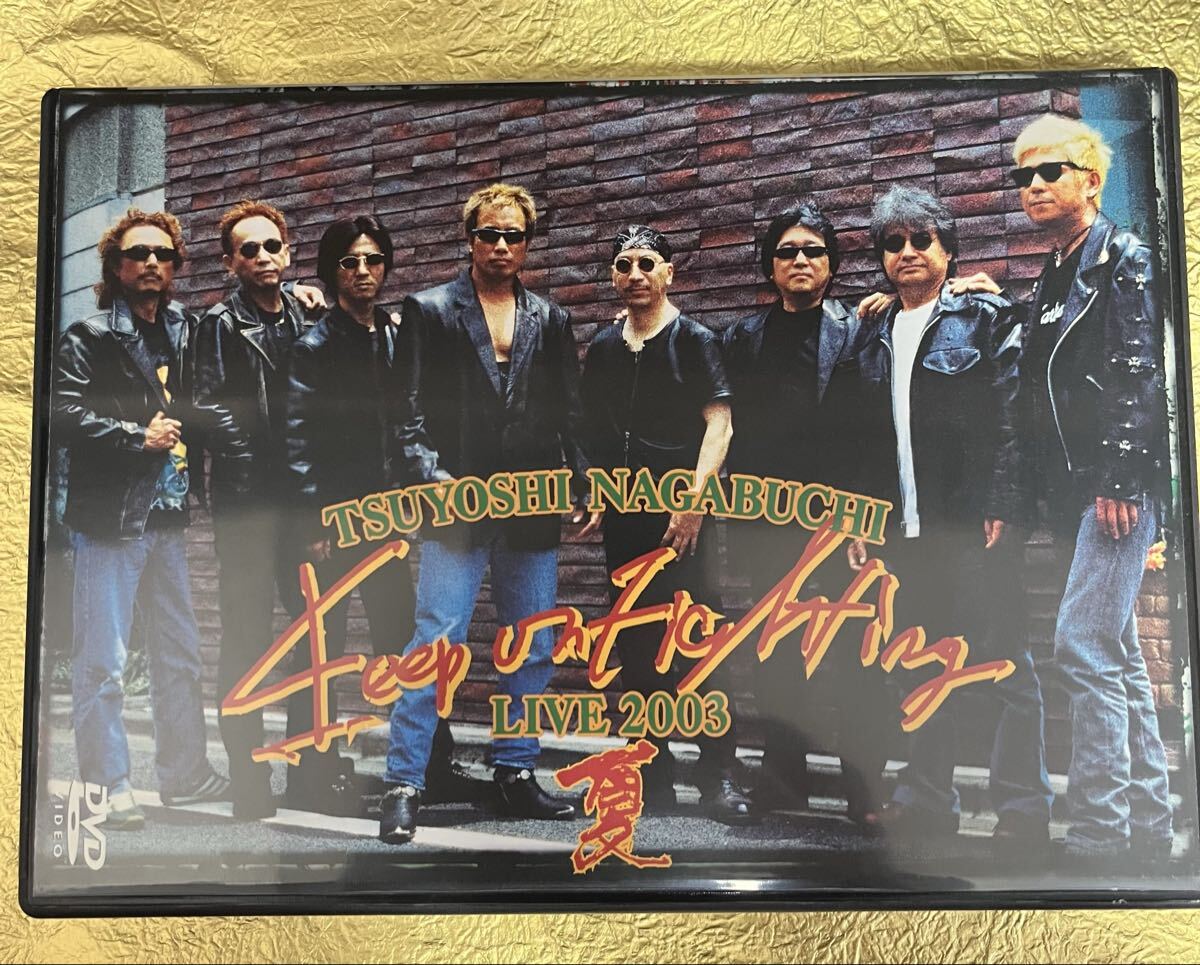 TSUYOSHI NAGABUCHI
Keep on Fighting
LIVE 2003
夏
DVD
VIDEO